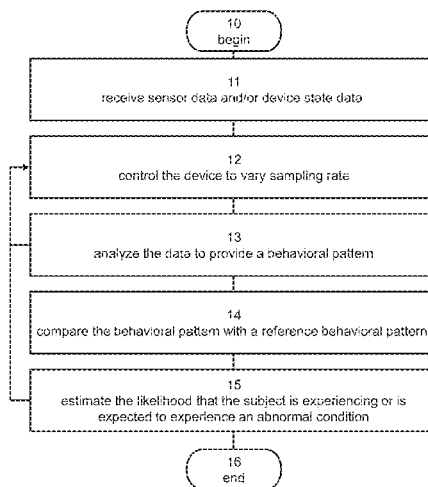 10
begin
11
receive sensor data and/or device state data
12
control the device to vary sampling rate
13
analyze the data to provide a behavioral pattern
14
compare the behavioral pattern with a reference behavioral pattern
15
estimate the likelihood that the subject is experiencing or is
expected to experience an abnormal condition
16
end